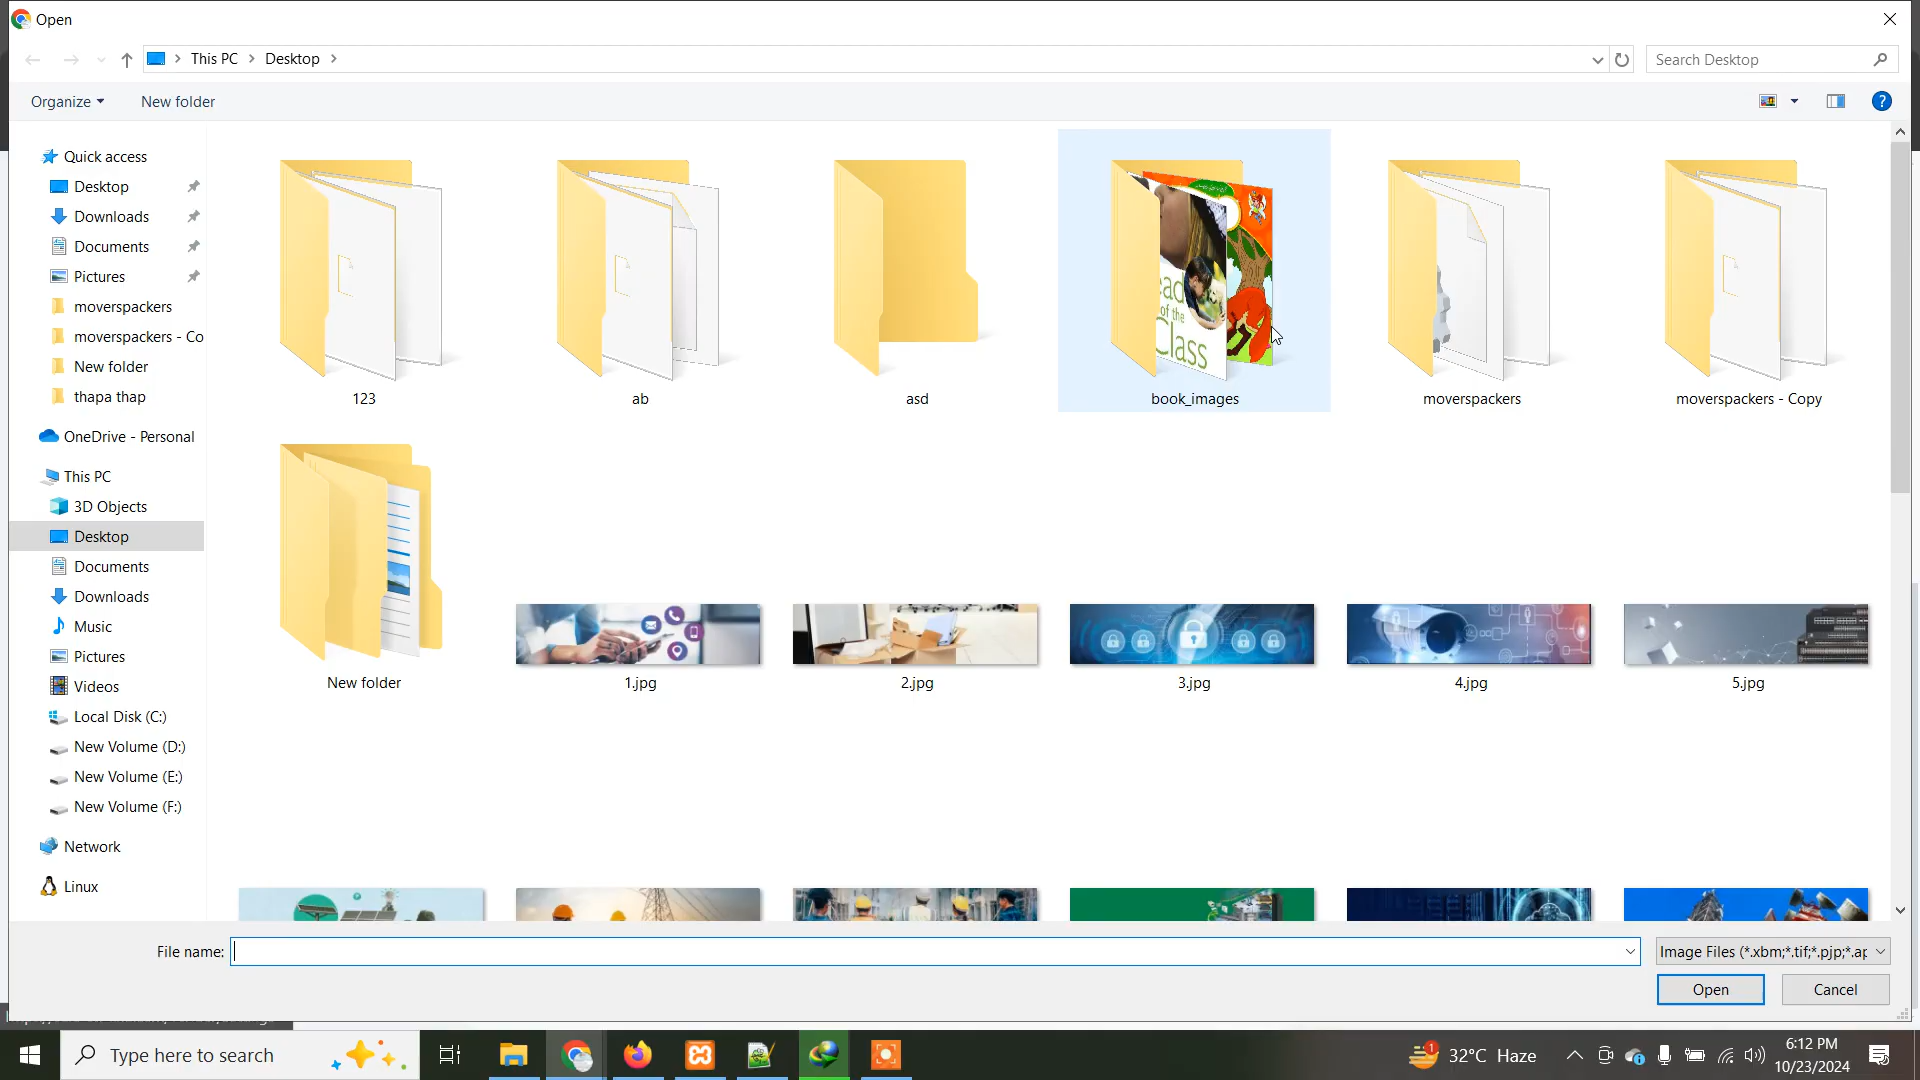 Open
This PC
Desktop
Search Desktop
Organize
New folder
?
Quick access
Desktop
Downloads
Documents
Pictures
moverspackers
moverspackers - Co
New folder
thapa thap
OneDrive - Personal
This PC
3D Objects
Desktop
Documents
Downloads
Music
Pictures
Videos
Local Disk (C:)
New Volume (D:)
New Volume (E:)
New Volume (F:)
Network
Linux
of the
Class
123
ab
asd
book_images
moverspackers
moverspackers - Copy
New folder
1.jpg
2.jpg
3.jpg
4.jpg
5.jpg
File name:
Image Files (*.xbm;*.tif;*.pjp;*.ap
Open
Cancel
Type here to search
1
32°C Haze
6:12 PM
10/23/2024